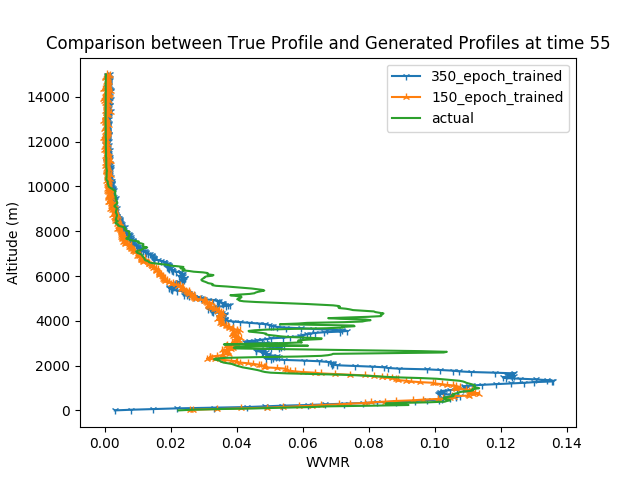 Comparison between True Profile and Generated Profiles at time 55
350_epoch_trained
150_epoch_trained
actual
Altitude (m)
14000
12000
10000
8000
6000
4000
2000
0
0.00 0.02 0.04 0.06 0.08 0.10 0.12 0.14
WVMR